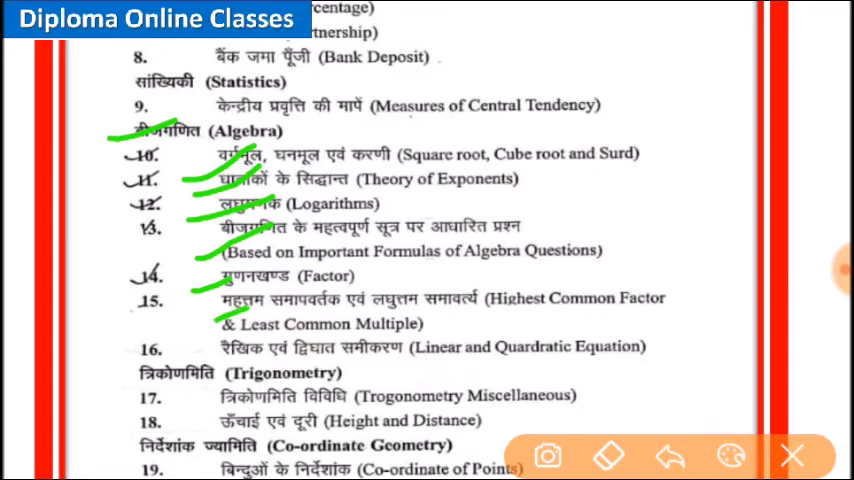 Diploma Online Classes
rcentage)
rtnership)
8. बैंक जमा पूँजी (Bank Deposit)
सांख्यिकी (Statistics)
9. केन्द्रीय प्रवृत्ति की मापें (Measures of Central Tendency)
बीजगणित (Algebra)
10. वर्गमूल, घनमूल एवं करणी (Square root, Cube root and Surd)
11. घातांकों के सिद्धान्त (Theory of Exponents)
12. लघुगणक (Logarithms)
13. बीजगणित के महत्वपूर्ण सूत्र पर आधारित प्रश्न
(Based on Important Formulas of Algebra Questions)
14. गुणनखण्ड (Factor)
15. महत्तम समापवर्तक एवं लघुत्तम समावर्त्य (Highest Common Factor
& Least Common Multiple)
16. रैखिक एवं द्विघात समीकरण (Linear and Quardratic Equation)
त्रिकोणमिति (Trigonometry)
17. त्रिकोणमिति विविधि (Trogonometry Miscellaneous)
18. ऊँचाई एवं दूरी (Height and Distance)
निर्देशांक ज्यामिति (Co-ordinate Geometry)
19. बिन्दुओं के निर्देशांक (Co-ordinate of Points)